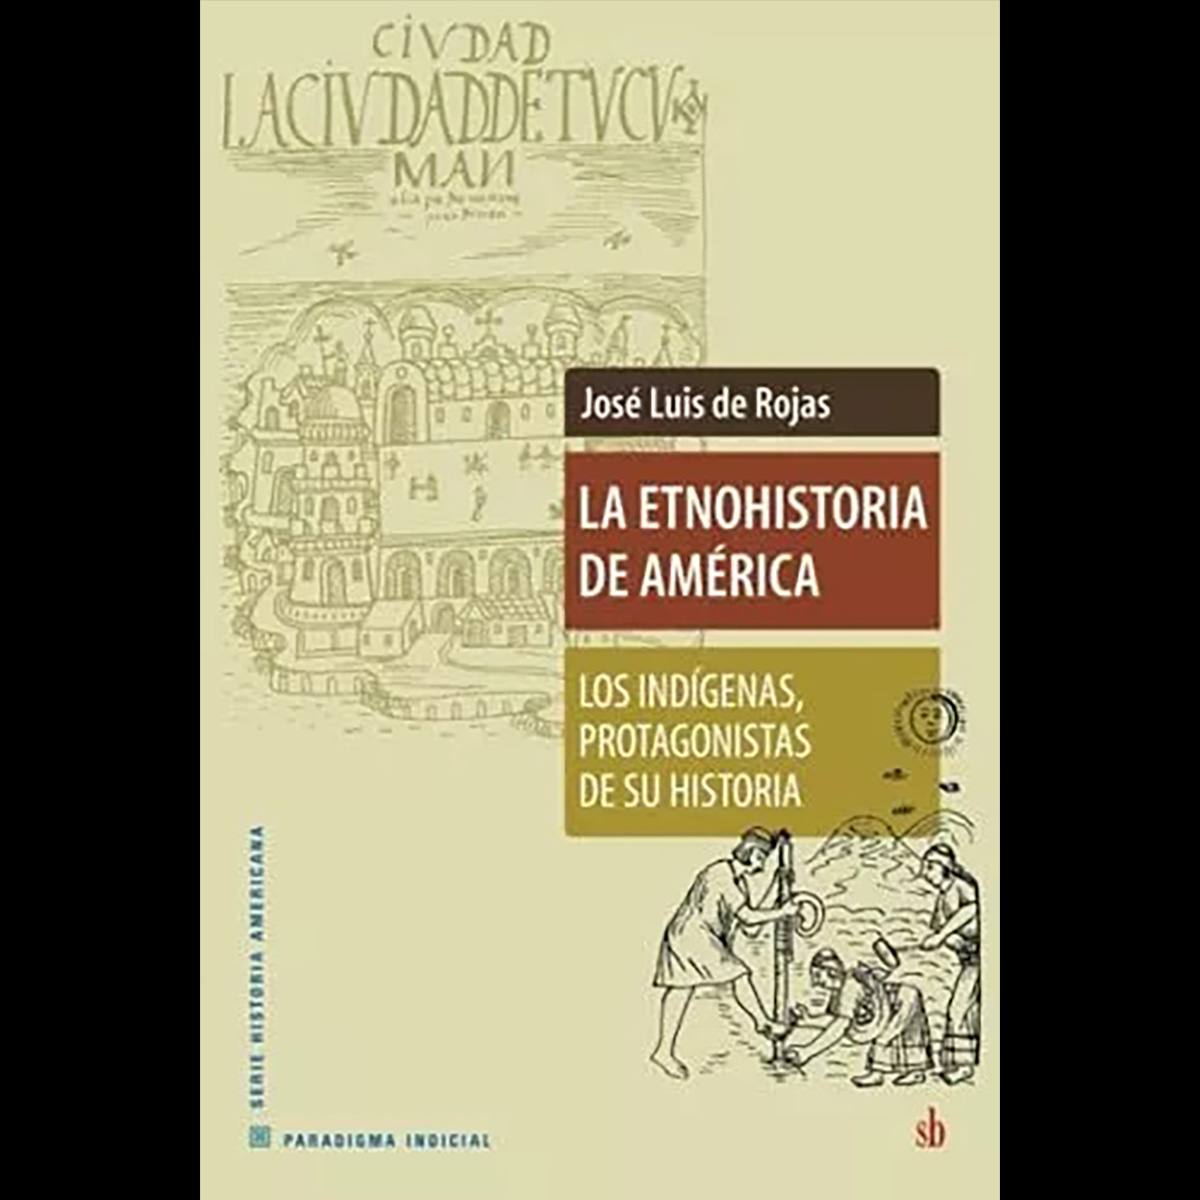 CIVDAD
LACIVDADDETVCV
MAN
José Luis de Rojas
LA ETNOHISTORIA
DE AMÉRICA
LOS INDÍGENAS,
PROTAGONISTAS
DE SU HISTORIA
SERIE HISTORIA AMERICANA
PARADIGMA INDICIAL
sb